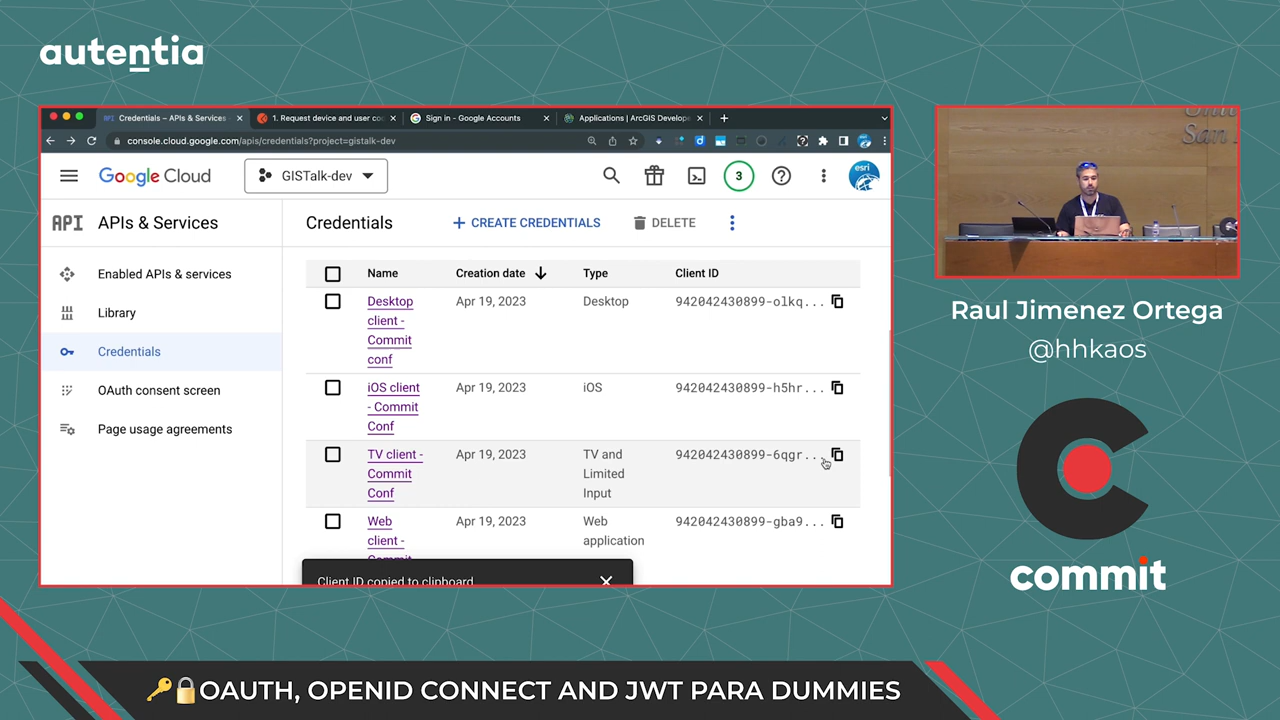 autentia
Credentials – APIs & Services
1. Request device and user co
Sign in - Google Accounts
Applications | ArcGIS Develope
console.cloud.google.com/apis/credentials?project=gistalk-dev
Google Cloud
GISTalk-dev
3
esri
API APIs & Services
Credentials
CREATE CREDENTIALS
DELETE
Enabled APIs & services
Library
Credentials
OAuth consent screen
Page usage agreements
Name
Creation date
Type
Client ID
Desktop
client -
Commit
conf
Apr 19, 2023
Desktop
942042430899-olkq...
iOS client
- Commit
Conf
Apr 19, 2023
iOS
942042430899-h5hr...
TV client -
Commit
Conf
Apr 19, 2023
TV and
Limited
Input
942042430899-6qgr...
Web
client -
Apr 19, 2023
Web
application
942042430899-gba9...
Client ID copied to clipboard
San
Raul Jimenez Ortega
@hhkaos
commit
OAUTH, OPENID CONNECT AND JWT PARA DUMMIES